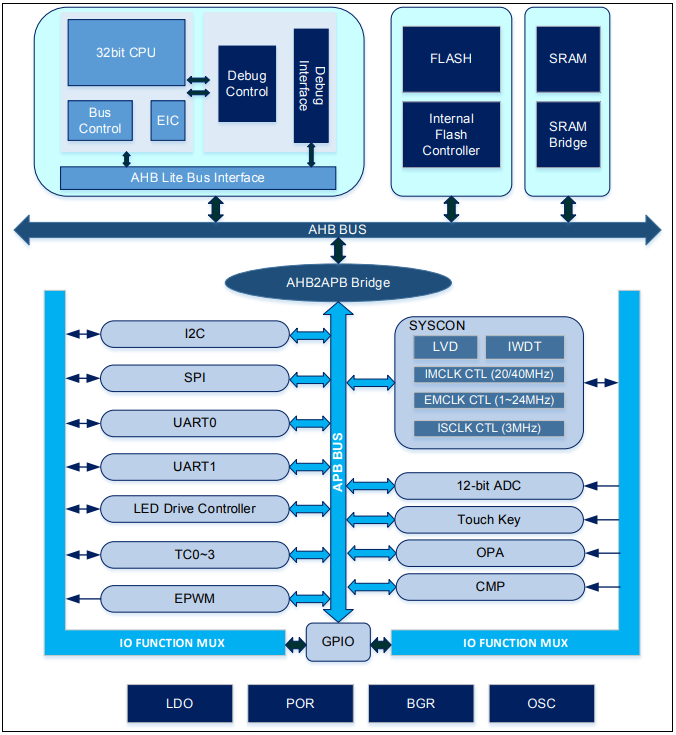 32bit CPU
Bus
Control
EIC
Debug
Control
Debug
Interface
AHB Lite Bus Interface
FLASH
Internal
Flash
Controller
SRAM
SRAM
Bridge
AHB BUS
AHB2APB Bridge
I2C
SPI
UART0
UART1
LED Drive Controller
TC0~3
EPWM
APB BUS
SYSCON
LVD
IWDT
IMCLK CTL (20/40MHz)
EMCLK CTL (1~24MHz)
ISCLK CTL (3MHz)
12-bit ADC
Touch Key
OPA
CMP
IO FUNCTION MUX
GPIO
IO FUNCTION MUX
LDO
POR
BGR
OSC